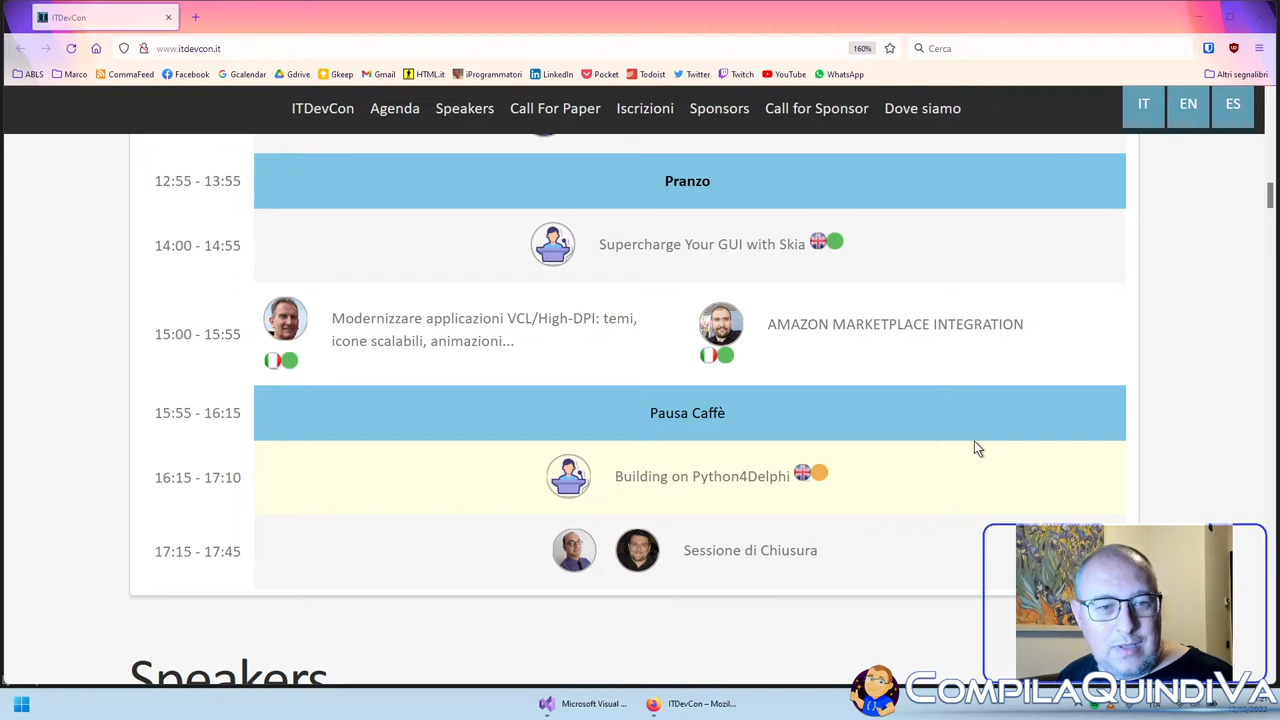 ITDevCon
www.itdevcon.it
160%
Cerca
ABLS
Marco
CommaFeed
Facebook
Gcalendar
Gdrive
Gkeep
Gmail
HTML.it
iProgrammatori
LinkedIn
Pocket
Todoist
Twitter
Twitch
YouTube
WhatsApp
Altri segnalibri
ITDevCon
Agenda
Speakers
Call For Paper
Iscrizioni
Sponsors
Call for Sponsor
Dove siamo
IT
EN
ES
12:55 - 13:55
Pranzo
14:00 - 14:55
Supercharge Your GUI with Skia
15:00 - 15:55
Modernizzare applicazioni VCL/High-DPI: temi,
icone scalabili, animazioni...
AMAZON MARKETPLACE INTEGRATION
15:55 - 16:15
Pausa Caffè
16:15 - 17:10
Building on Python4Delphi
17:15 - 17:45
Sessione di Chiusura
Speakers
Microsoft Visual ...
ITDevCon – Mozil...
COMPILAQUINDIVA